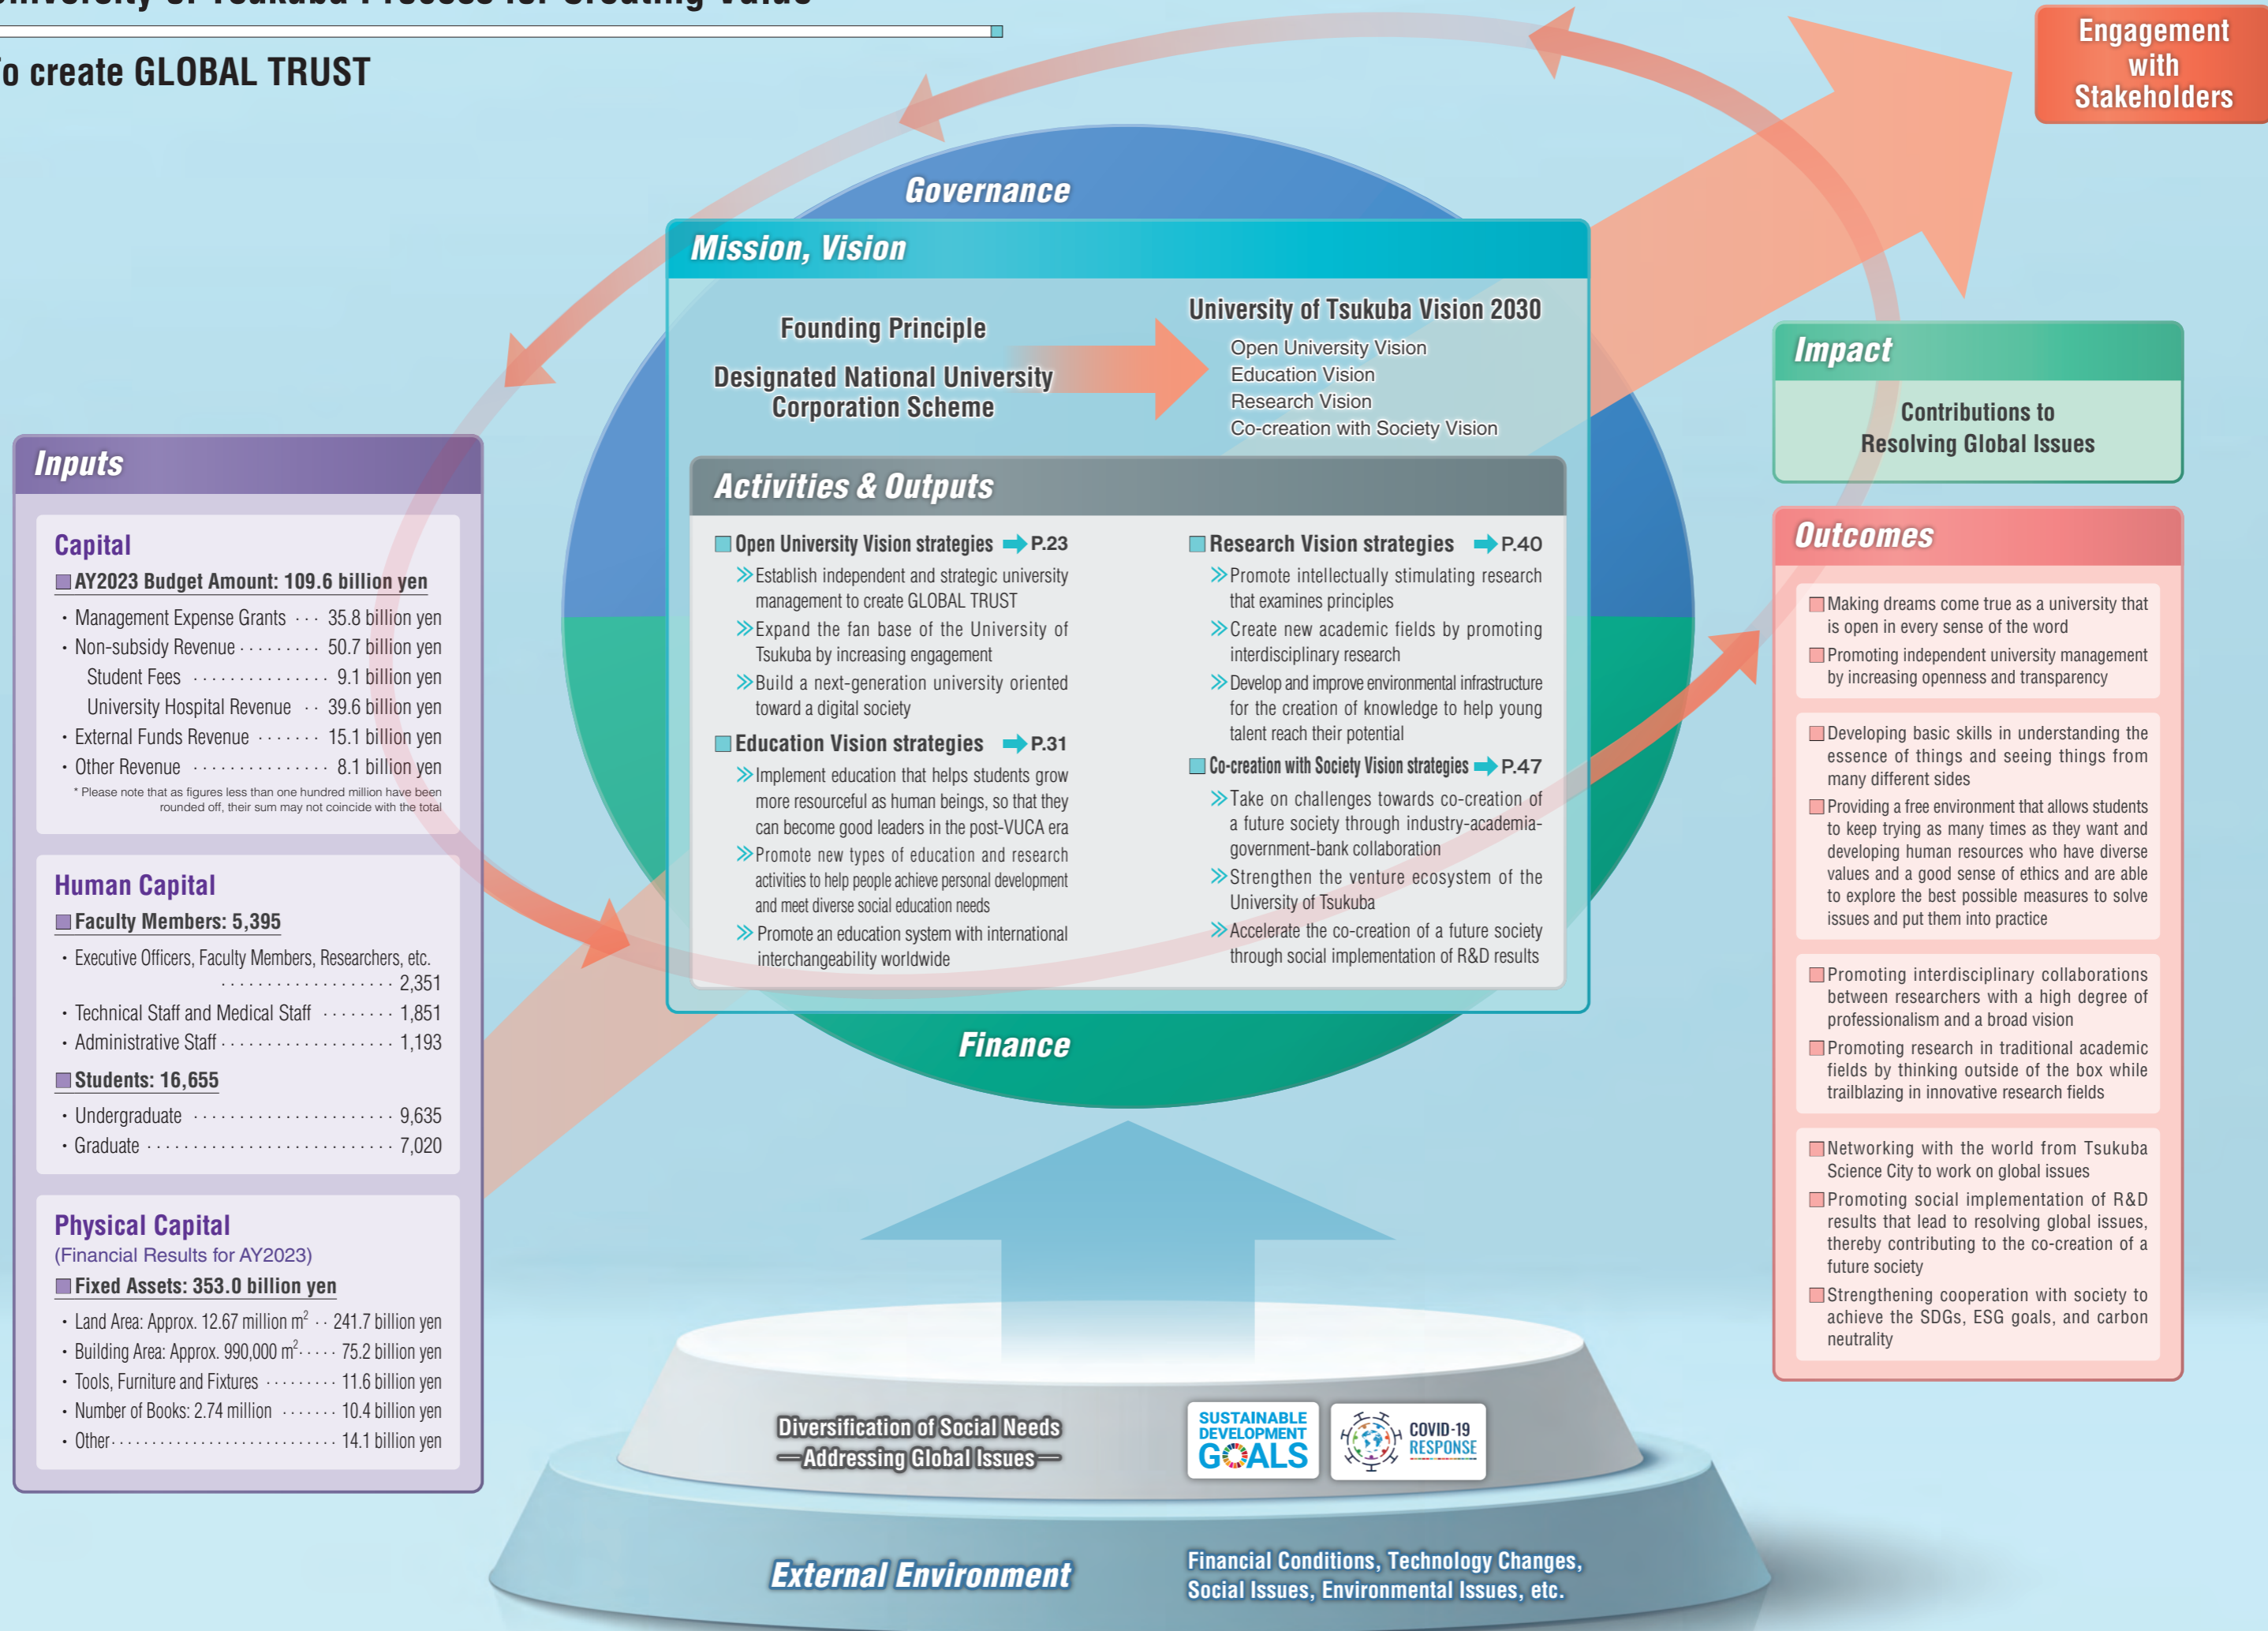 University of Tsukuba Process for Creating Value
To create GLOBAL TRUST
Engagement
with
Stakeholders
Governance
Mission, Vision
Founding Principle
Designated National University
Corporation Scheme
University of Tsukuba Vision 2030
Open University Vision
Education Vision
Research Vision
Co-creation with Society Vision
Inputs
Capital
AY2023 Budget Amount: 109.6 billion yen
・Management Expense Grants ··· 35.8 billion yen
・Non-subsidy Revenue ········· 50.7 billion yen
Student Fees ··············· 9.1 billion yen
University Hospital Revenue ·· 39.6 billion yen
・External Funds Revenue ······· 15.1 billion yen
・Other Revenue ··············· 8.1 billion yen
* Please note that as figures less than one hundred million have been
rounded off, their sum may not coincide with the total
Human Capital
Faculty Members: 5,395
・Executive Officers, Faculty Members, Researchers, etc.
··················· 2,351
・Technical Staff and Medical Staff ········ 1,851
・Administrative Staff ··················· 1,193
Students: 16,655
・Undergraduate ······················ 9,635
・Graduate ··························· 7,020
Physical Capital
(Financial Results for AY2023)
Fixed Assets: 353.0 billion yen
・Land Area: Approx. 12.67 million m² ·· 241.7 billion yen
・Building Area: Approx. 990,000 m² ····· 75.2 billion yen
・Tools, Furniture and Fixtures ········· 11.6 billion yen
・Number of Books: 2.74 million ······· 10.4 billion yen
・Other ························· 14.1 billion yen
Activities & Outputs
Open University Vision strategies ➡ P.23
≫Establish independent and strategic university
management to create GLOBAL TRUST
≫Expand the fan base of the University of
Tsukuba by increasing engagement
≫Build a next-generation university oriented
toward a digital society
Education Vision strategies ➡ P.31
≫Implement education that helps students grow
more resourceful as human beings, so that they
can become good leaders in the post-VUCA era
≫Promote new types of education and research
activities to help people achieve personal development
and meet diverse social education needs
≫Promote an education system with international
interchangeability worldwide
Research Vision strategies ➡ P.40
≫Promote intellectually stimulating research
that examines principles
≫Create new academic fields by promoting
interdisciplinary research
≫Develop and improve environmental infrastructure
for the creation of knowledge to help young
talent reach their potential
Co-creation with Society Vision strategies ➡ P.47
≫Take on challenges towards co-creation of
a future society through industry-academia-
government-bank collaboration
≫Strengthen the venture ecosystem of the
University of Tsukuba
≫Accelerate the co-creation of a future society
through social implementation of R&D results
Finance
Impact
Contributions to
Resolving Global Issues
Outcomes
Making dreams come true as a university that
is open in every sense of the word
Promoting independent university management
by increasing openness and transparency
Developing basic skills in understanding the
essence of things and seeing things from
many different sides
Providing a free environment that allows students
to keep trying as many times as they want and
developing human resources who have diverse
values and a good sense of ethics and are able
to explore the best possible measures to solve
issues and put them into practice
Promoting interdisciplinary collaborations
between researchers with a high degree of
professionalism and a broad vision
Promoting research in traditional academic
fields by thinking outside of the box while
trailblazing in innovative research fields
Networking with the world from Tsukuba
Science City to work on global issues
Promoting social implementation of R&D
results that lead to resolving global issues,
thereby contributing to the co-creation of a
future society
Strengthening cooperation with society to
achieve the SDGs, ESG goals, and carbon
neutrality
Diversification of Social Needs
—Addressing Global Issues—
SUSTAINABLE
DEVELOPMENT
GOALS
COVID-19
RESPONSE
External Environment
Financial Conditions, Technology Changes,
Social Issues, Environmental Issues, etc.